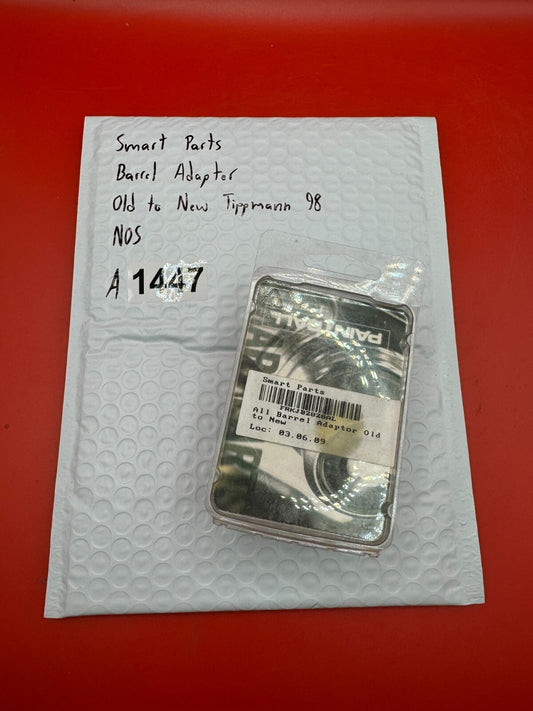 Smart Parts
Barrel Adapter
Old to New Tippmann 98
NOS
A 1447
PAINTBALL
Smart Parts
All Barrel Adaptor Old
to New
Loc: 03.06.09